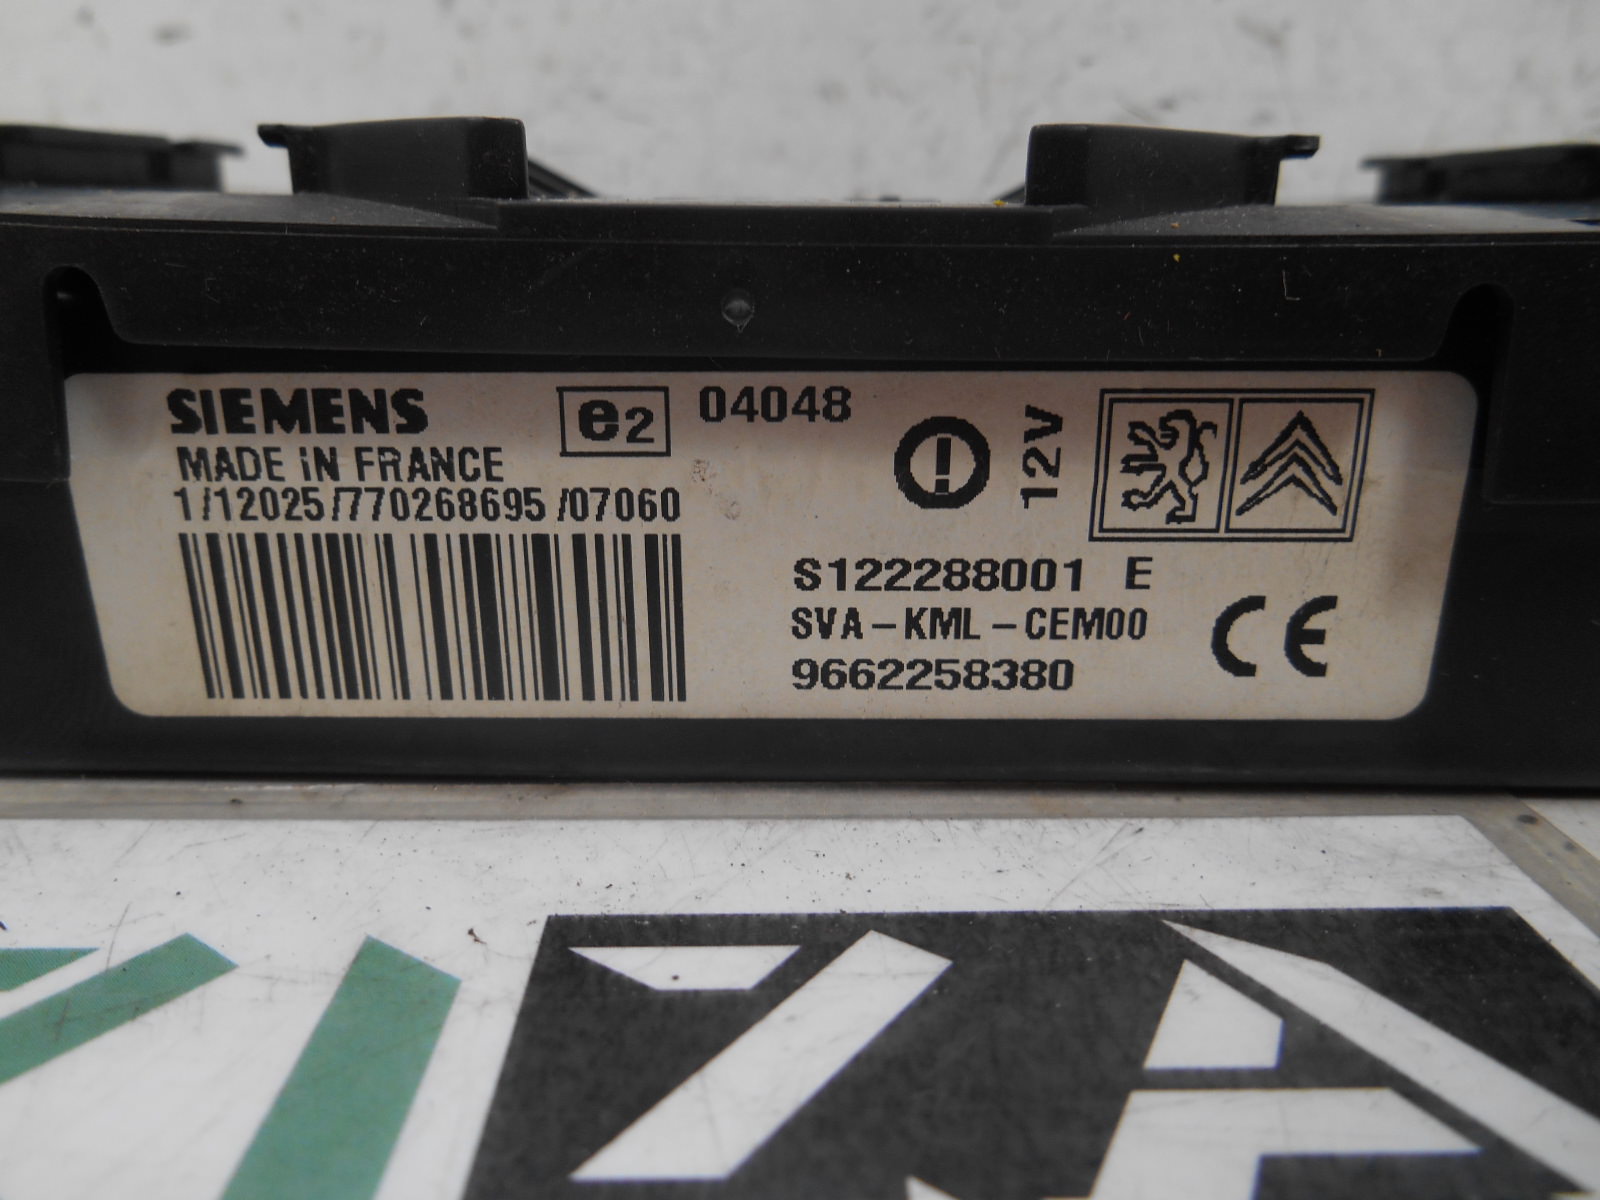 SIEMENS
e2 04048
MADE iN FRANCE
1/12025/770268695/07060
12V
S122288001 E
SVA-KML-CEM00
9662258380
CE